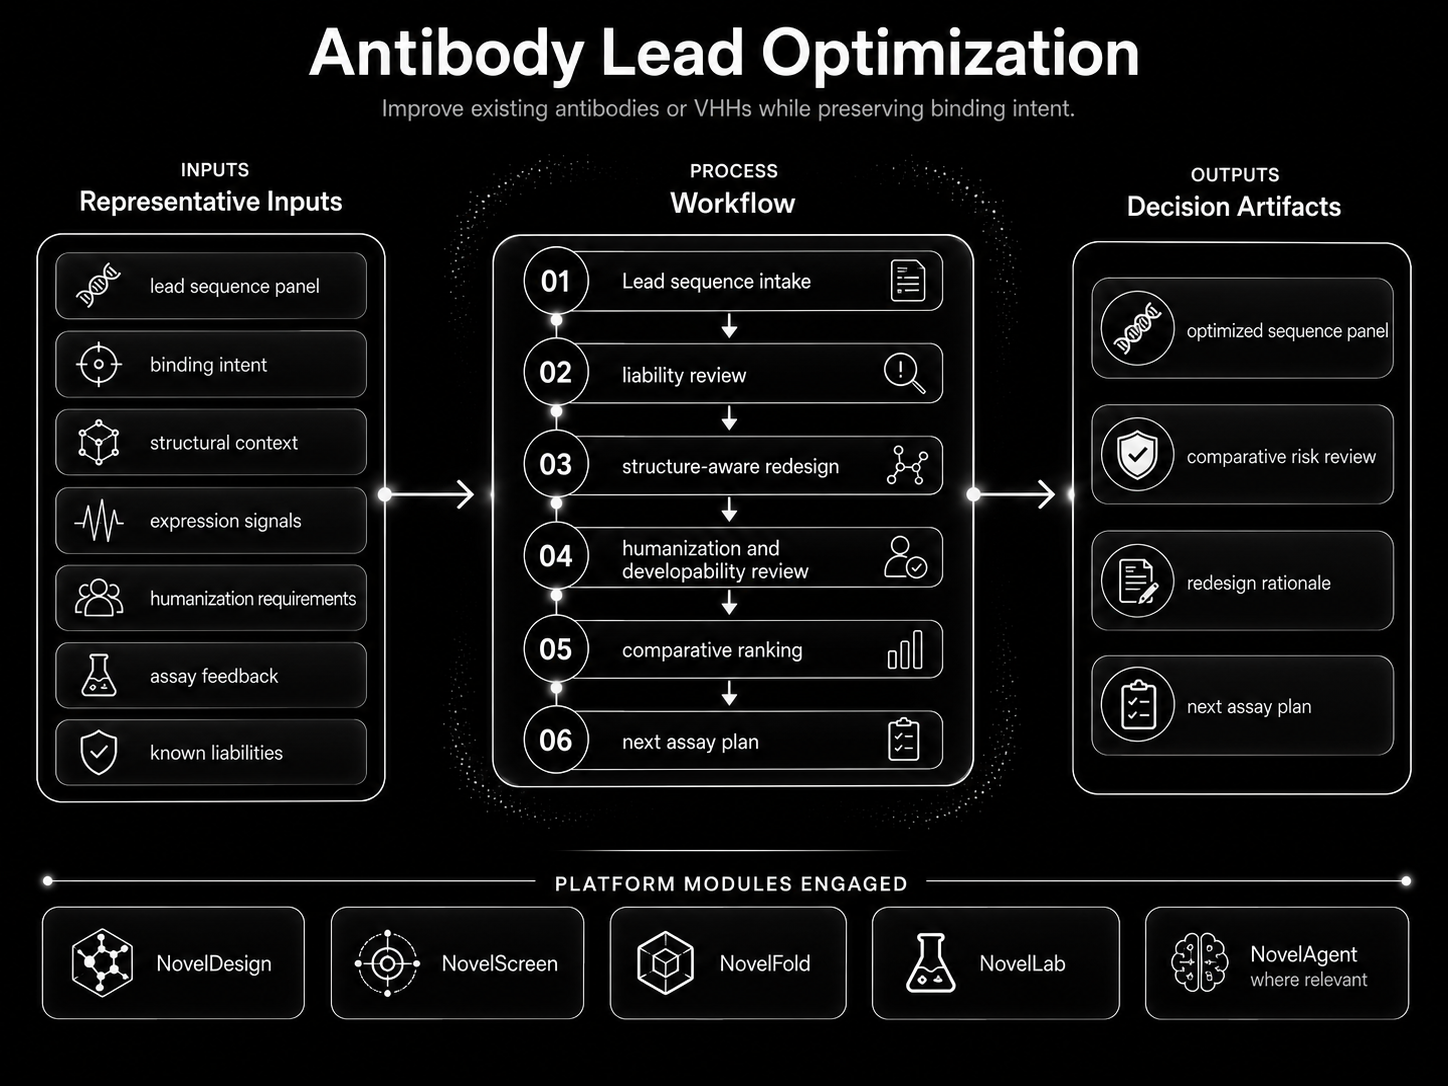 Antibody Lead Optimization
Improve existing antibodies or VHHs while preserving binding intent.
INPUTS
Representative Inputs
lead sequence panel
binding intent
structural context
expression signals
humanization requirements
assay feedback
known liabilities
PROCESS
Workflow
01
Lead sequence intake
02
liability review
03
structure-aware redesign
04
humanization and
developability review
05
comparative ranking
06
next assay plan
OUTPUTS
Decision Artifacts
optimized sequence panel
comparative risk review
redesign rationale
next assay plan
PLATFORM MODULES ENGAGED
NovelDesign
NovelScreen
NovelFold
NovelLab
NovelAgent
where relevant